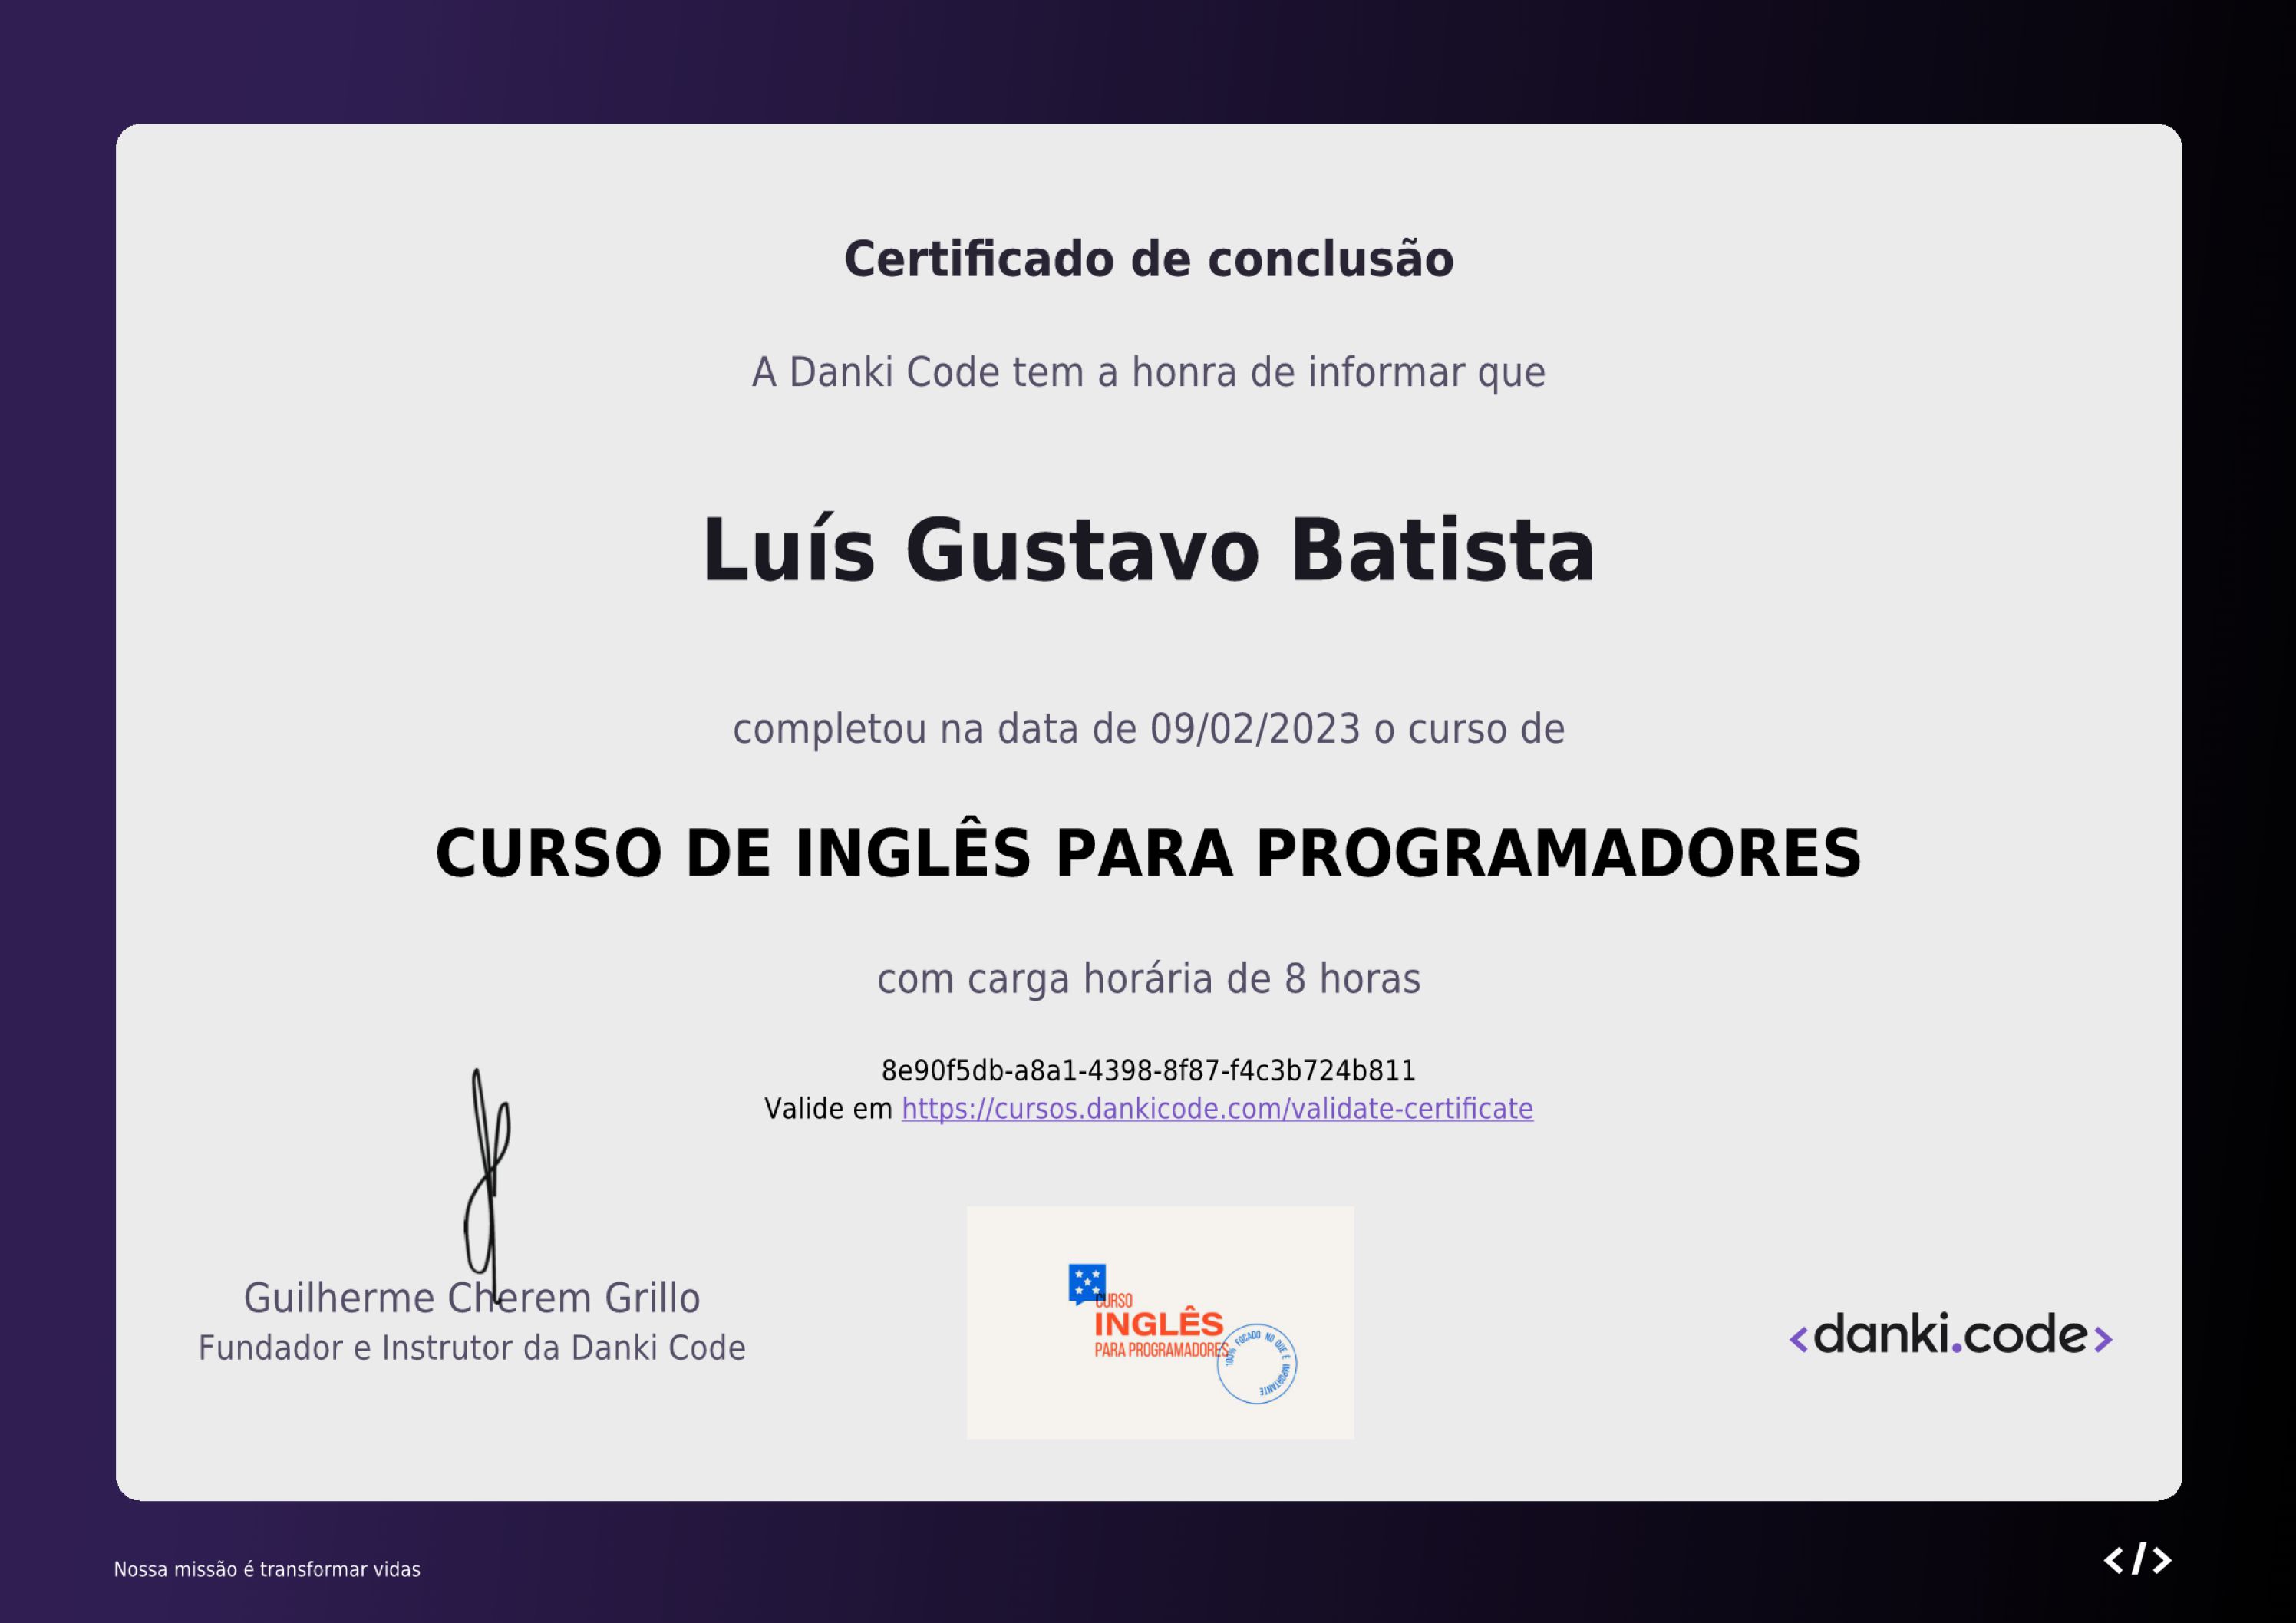 Certificado de conclusão
A Danki Code tem a honra de informar que
Luís Gustavo Batista
completou na data de 09/02/2023 o curso de
CURSO DE INGLÊS PARA PROGRAMADORES
com carga horária de 8 horas
8e90f5db-a8a1-4398-8f87-f4c3b724b811
Valide em https://cursos.dankicode.com/validate-certificate
Guilherme Cherem Grillo
Fundador e Instrutor da Danki Code
CURSO
INGLÊS
PARA PROGRAMADORES
100% FOCADO NO QUE É IMPORTANTE
<danki.code>
Nossa missão é transformar vidas
</>